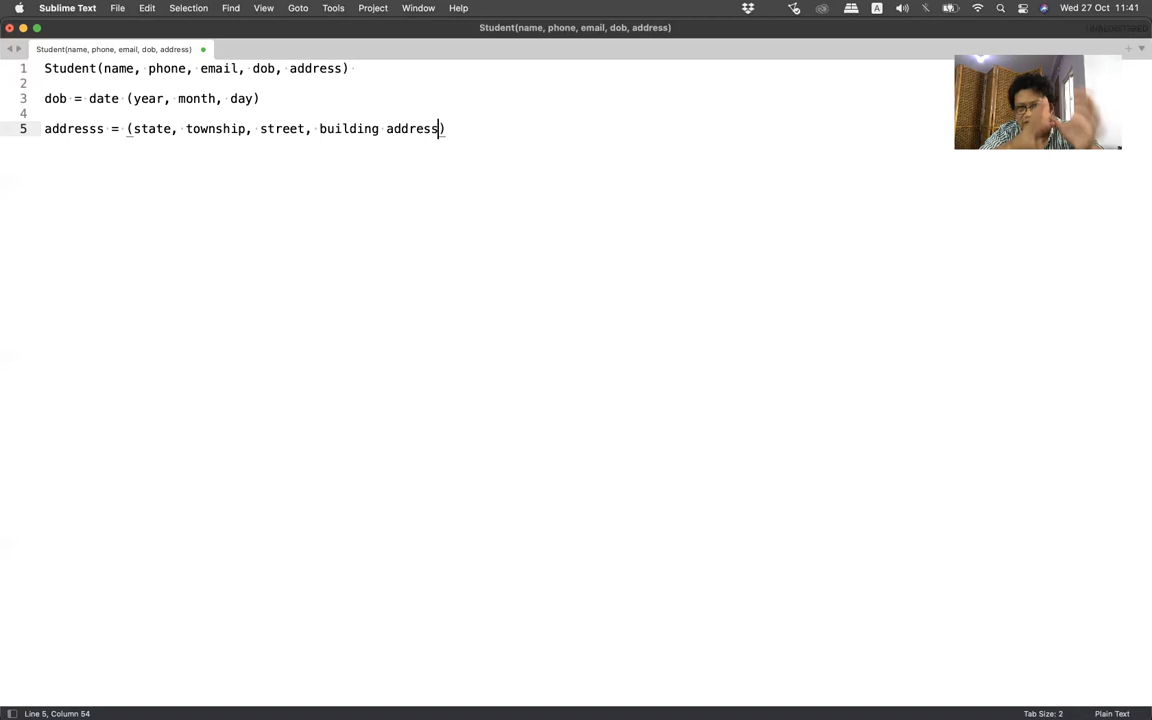 Sublime Text File Edit Selection Find View Goto Tools Project Window Help A Wed 27 Oct 11:41
Student(name, phone, email, dob, address)
Student(name, phone, email, dob, address)
1 Student(name, phone, email, dob, address)
2
3 dob = date (year, month, day)
4
5 addresss = (state, township, street, building address)
Line 5, Column 54 Tab Size: 2 Plain Text